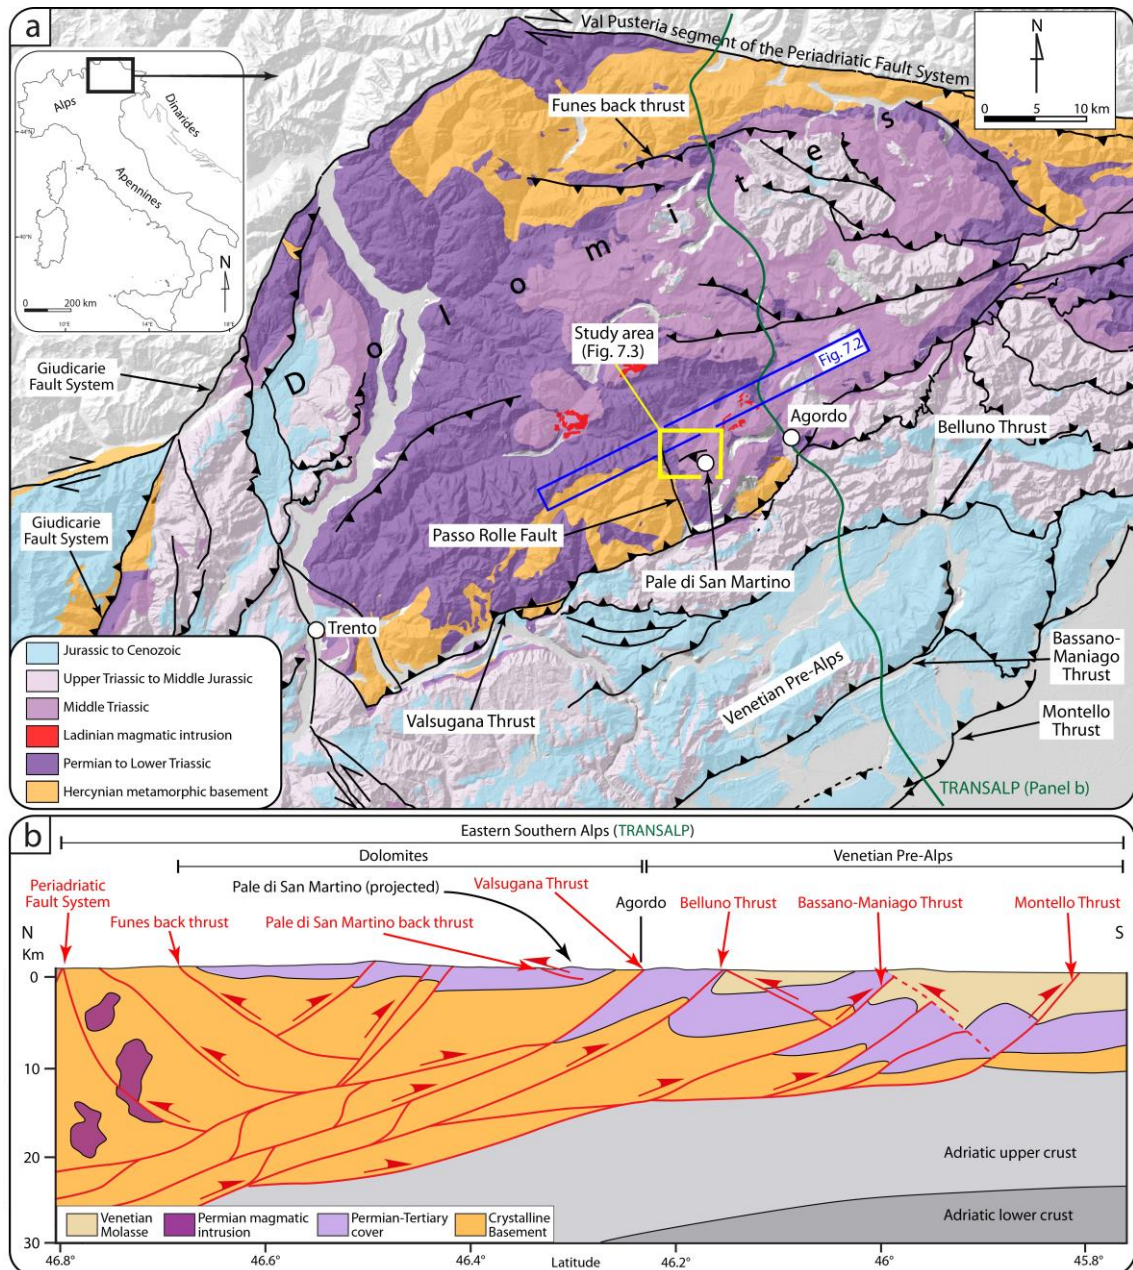 a
Val Pusteria segment of the Periadriatic Fault System
N
0 5 10 km
Alps
Dinarides
Apennines
44°N
40°N
N
0 200 km
10°E
14°E
18°E
Funes back thrust
Dolomites
Study area
(Fig. 7.3)
Fig. 7.2
Giudicarie
Fault System
Agordo
Belluno Thrust
Giudicarie
Fault System
Passo Rolle Fault
Pale di San Martino
Trento
Bassano-
Maniago
Thrust
Venetian Pre-Alps
Valsugana Thrust
Montello
Thrust
TRANSALP (Panel b)
Jurassic to Cenozoic
Upper Triassic to Middle Jurassic
Middle Triassic
Ladinian magmatic intrusion
Permian to Lower Triassic
Hercynian metamorphic basement
b
Eastern Southern Alps (TRANSALP)
Dolomites
Venetian Pre-Alps
Periadriatic
Fault System
Pale di San Martino (projected)
Valsugana Thrust
Agordo
Belluno Thrust
Bassano-Maniago Thrust
Montello Thrust
Funes back thrust
Pale di San Martino back thrust
N
S
Km
0
10
20
30
Adriatic upper crust
Adriatic lower crust
Venetian
Molasse
Permian magmatic
intrusion
Permian-Tertiary
cover
Crystalline
Basement
46.8° 46.6° 46.4° Latitude 46.2° 46° 45.8°